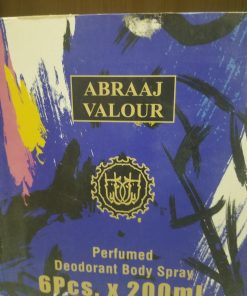 ABRAAJ
VALOUR
Perfumed
Deodorant Body Spray
6Pcs. x 200ml